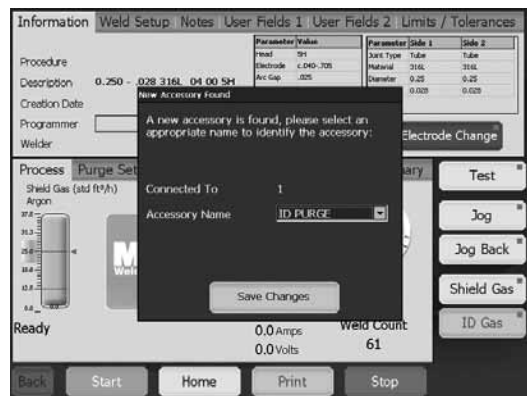 Information Weld Setup Notes User Fields 1 User Fields 2 Limits / Tolerances
Parameter Value
Head 5H
Electrode c.040-.705
Arc Gap .025
Parameter Side 1 Side 2
Joint Type Tube Tube
Material 316L 316L
Diameter 0.25 0.25
0.028 0.028
Procedure
Description 0.250 - .028 316L 04 00 5H
Creation Date
Programmer
Welder
Electrode Change
New Accessory Found
A new accessory is found, please select an
appropriate name to identify the accessory:
Connected To 1
Accessory Name ID PURGE
Save Changes
Process Purge Set
Shield Gas (std ft³/h)
Argon
Ready
0.0 Amps
0.0 Volts
Weld Count
61
Test
Jog
Jog Back
Shield Gas
ID Gas
Back Start Home Print Stop